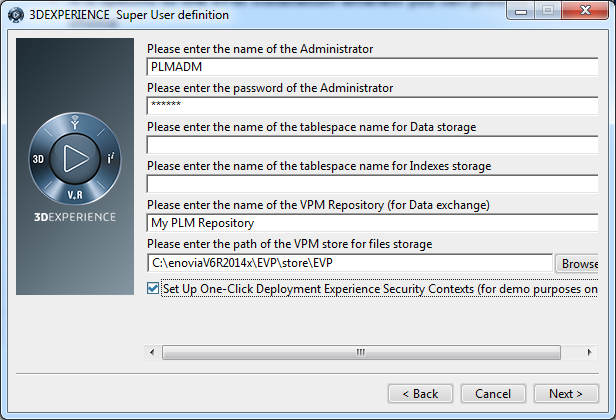 3DEXPERIENCE Super User definition
Please enter the name of the Administrator
PLMADM
Please enter the password of the Administrator
******
Please enter the name of the tablespace name for Data storage
Please enter the name of the tablespace name for Indexes storage
Please enter the name of the VPM Repository (for Data exchange)
My PLM Repository
Please enter the path of the VPM store for files storage
C:\enoviaV6R2014x\EVP\store\EVP
Browse
Set Up One-Click Deployment Experience Security Contexts (for demo purposes on
3D
V,R
3DEXPERIENCE
< Back
Cancel
Next >